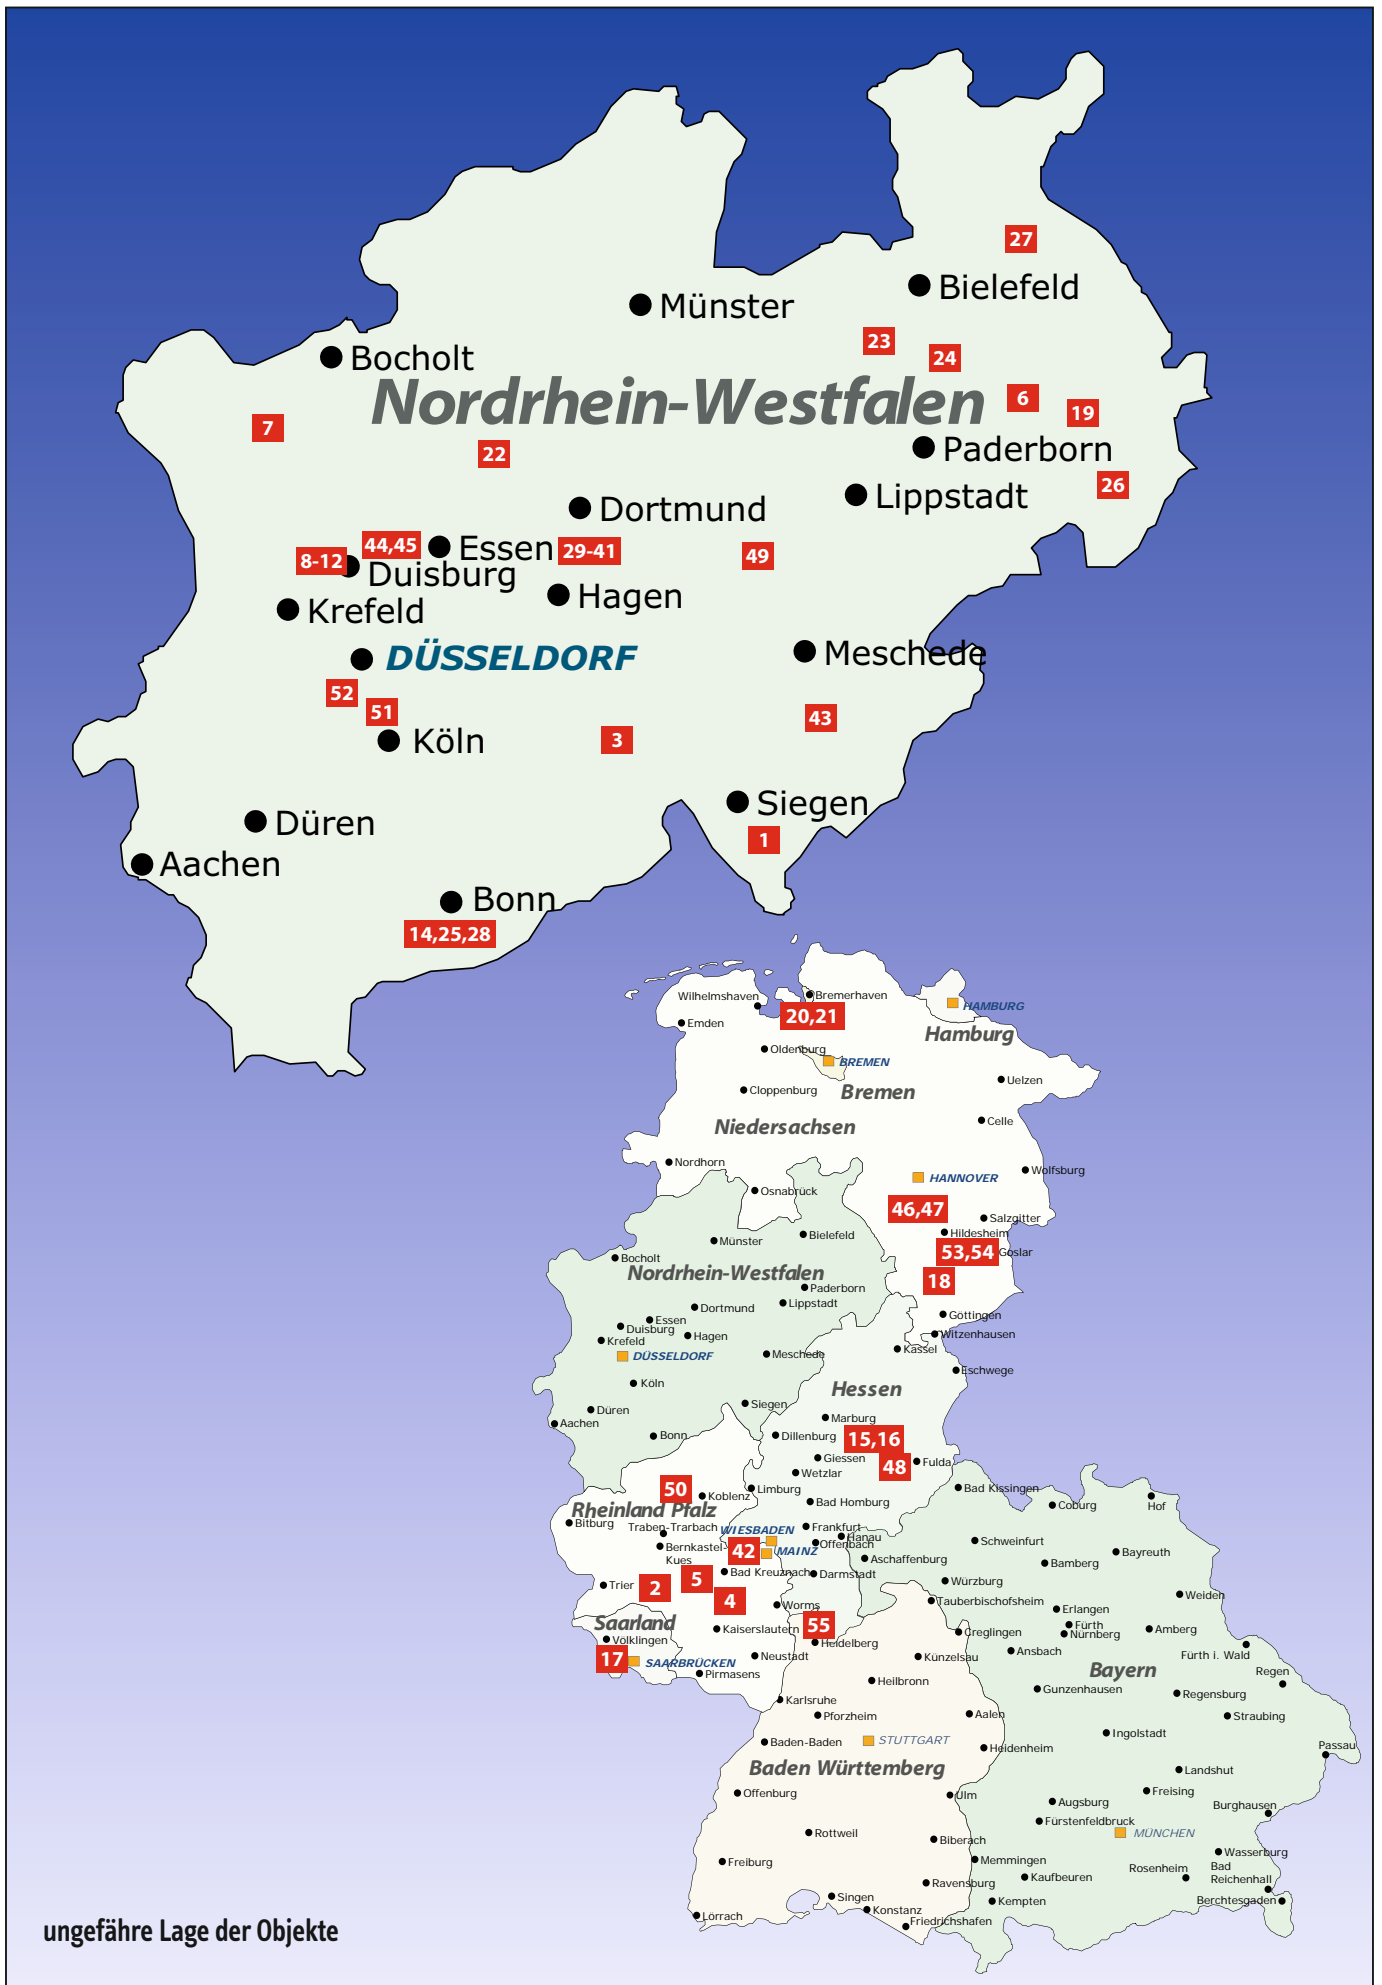 27
Bielefeld
Münster
23
24
Bocholt
Nordrhein-Westfalen
6
19
7
22
Paderborn
26
Lippstadt
Dortmund
44,45
Essen
29-41
49
8-12
Duisburg
Krefeld
Hagen
Meschede
DÜSSELDORF
52
51
43
Köln
3
Siegen
1
Düren
Aachen
Bonn
14,25,28
Wilhelmshaven
Bremerhaven
HAMBURG
20,21
Emden
Hamburg
Oldenburg
BREMEN
Uelzen
Cloppenburg
Bremen
Celle
Niedersachsen
Nordhorn
Wolfsburg
HANNOVER
Osnabrück
46,47
Salzgitter
Bielefeld
Hildesheim
Münster
53,54
Goslar
Bocholt
Nordrhein-Westfalen
18
Paderborn
Lippstadt
Dortmund
Göttingen
Essen
Duisburg
Witzenhausen
Krefeld
Hagen
Kassel
DÜSSELDORF
Meschede
Eschwege
Köln
Hessen
Siegen
Düren
Marburg
Aachen
Bonn
Dillenburg
15,16
Giessen
Fulda
48
Wetzlar
50
Limburg
Bad Kissingen
Koblenz
Bad Homburg
Coburg
Hof
Rheinland Pfalz
Bitburg
Traben-Trarbach
WIESBADEN
Frankfurt
Hanau
Offenbach
Schweinfurt
Bernkastel-
Kues
42
MAINZ
Aschaffenburg
Bayreuth
Bamberg
Bad Kreuznach
Darmstadt
5
Würzburg
Trier
2
4
Worms
Tauberbischofsheim
Weiden
Erlangen
Saarland
55
Kaiserslautern
Fürth
Nürnberg
Amberg
Creglingen
Völklingen
Heidelberg
Ansbach
Fürth i. Wald
17
SAARBRÜCKEN
Neustadt
Künzelsau
Bayern
Regen
Pirmasens
Heilbronn
Gunzenhausen
Regensburg
Karlsruhe
Pforzheim
Aalen
Straubing
Ingolstadt
Baden-Baden
STUTTGART
Heidenheim
Passau
Baden Württemberg
Landshut
Offenburg
Ulm
Freising
Augsburg
Burghausen
Fürstenfeldbruck
Rottweil
Biberach
MÜNCHEN
Wasserburg
Freiburg
Memmingen
Rosenheim
Bad
Reichenhall
Kaufbeuren
Ravensburg
Singen
Kempten
Berchtesgaden
Konstanz
Lörrach
Friedrichshafen
ungefähre Lage der Objekte